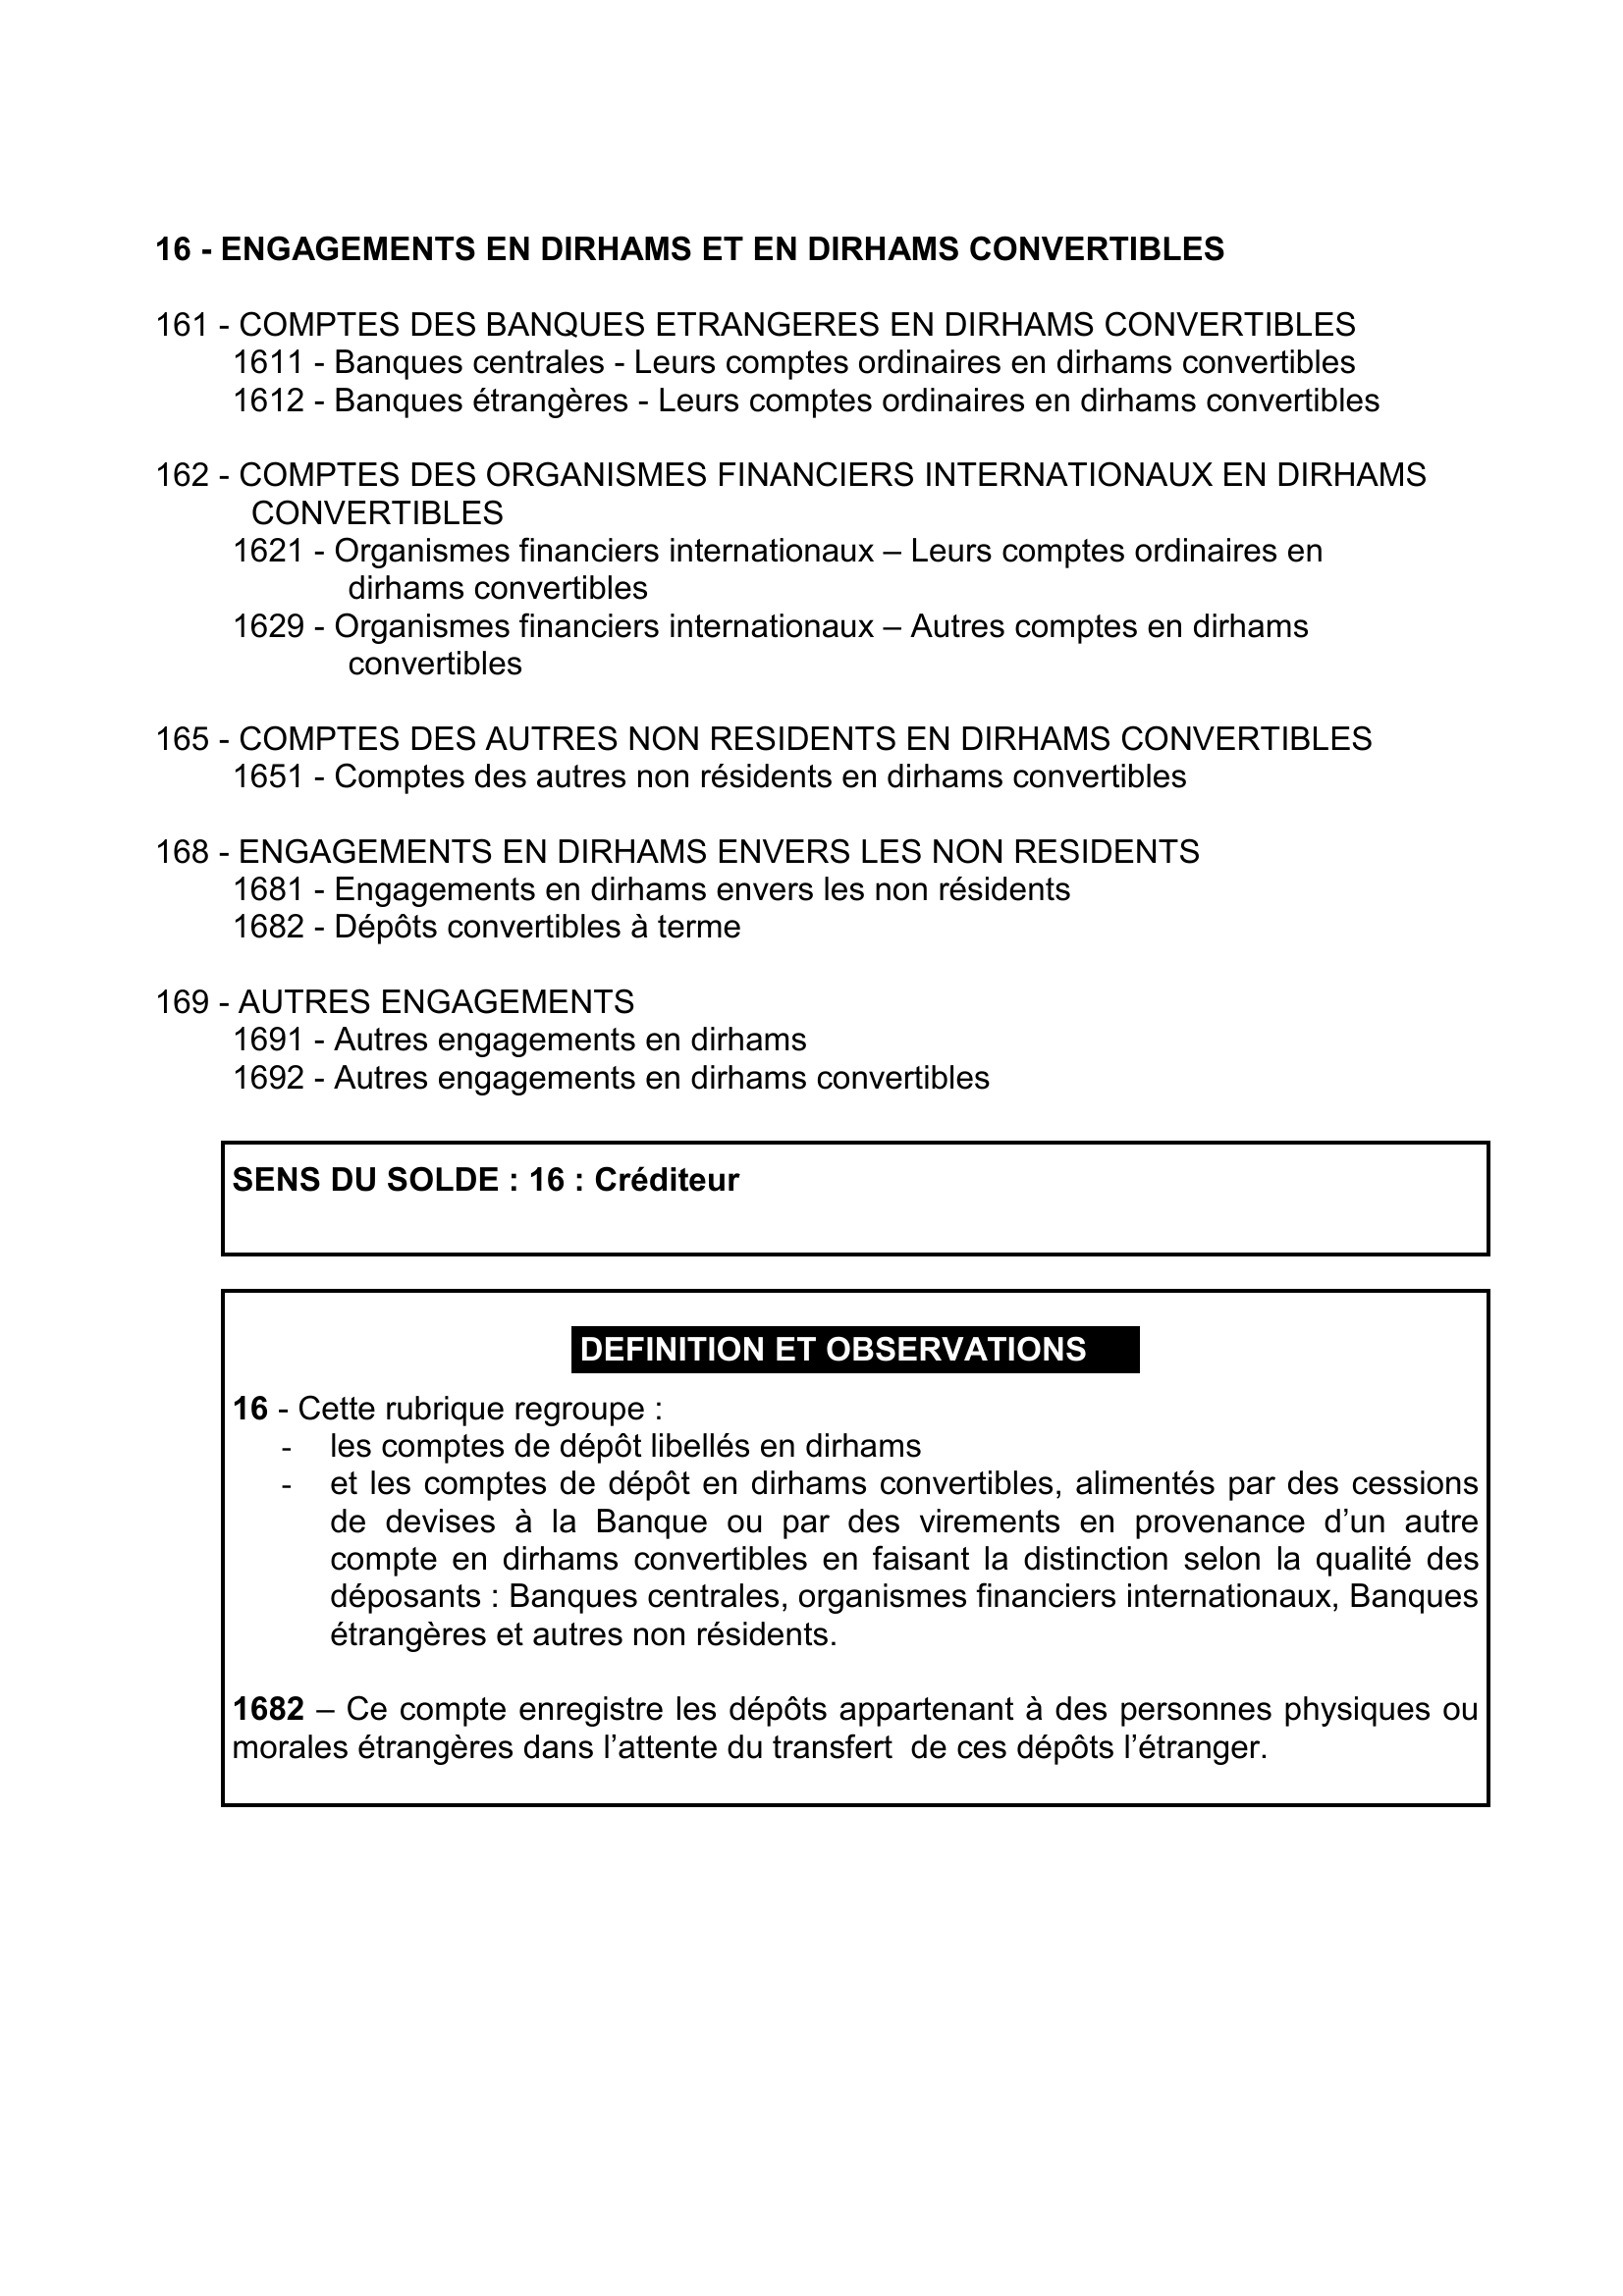 16 - ENGAGEMENTS EN DIRHAMS ET EN DIRHAMS CONVERTIBLES
161 - COMPTES DES BANQUES ETRANGERES EN DIRHAMS CONVERTIBLES
1611 - Banques centrales - Leurs comptes ordinaires en dirhams convertibles
1612 - Banques étrangères - Leurs comptes ordinaires en dirhams convertibles
162 - COMPTES DES ORGANISMES FINANCIERS INTERNATIONAUX EN DIRHAMS
CONVERTIBLES
1621 - Organismes financiers internationaux – Leurs comptes ordinaires en
dirhams convertibles
1629 - Organismes financiers internationaux – Autres comptes en dirhams
convertibles
165 - COMPTES DES AUTRES NON RESIDENTS EN DIRHAMS CONVERTIBLES
1651 - Comptes des autres non résidents en dirhams convertibles
168 - ENGAGEMENTS EN DIRHAMS ENVERS LES NON RESIDENTS
1681 - Engagements en dirhams envers les non résidents
1682 - Dépôts convertibles à terme
169 - AUTRES ENGAGEMENTS
1691 - Autres engagements en dirhams
1692 - Autres engagements en dirhams convertibles
SENS DU SOLDE : 16 : Créditeur
DEFINITION ET OBSERVATIONS
16 - Cette rubrique regroupe :
- les comptes de dépôt libellés en dirhams
- et les comptes de dépôt en dirhams convertibles, alimentés par des cessions
de devises à la Banque ou par des virements en provenance d’un autre
compte en dirhams convertibles en faisant la distinction selon la qualité des
déposants : Banques centrales, organismes financiers internationaux, Banques
étrangères et autres non résidents.
1682 – Ce compte enregistre les dépôts appartenant à des personnes physiques ou
morales étrangères dans l’attente du transfert  de ces dépôts l’étranger.